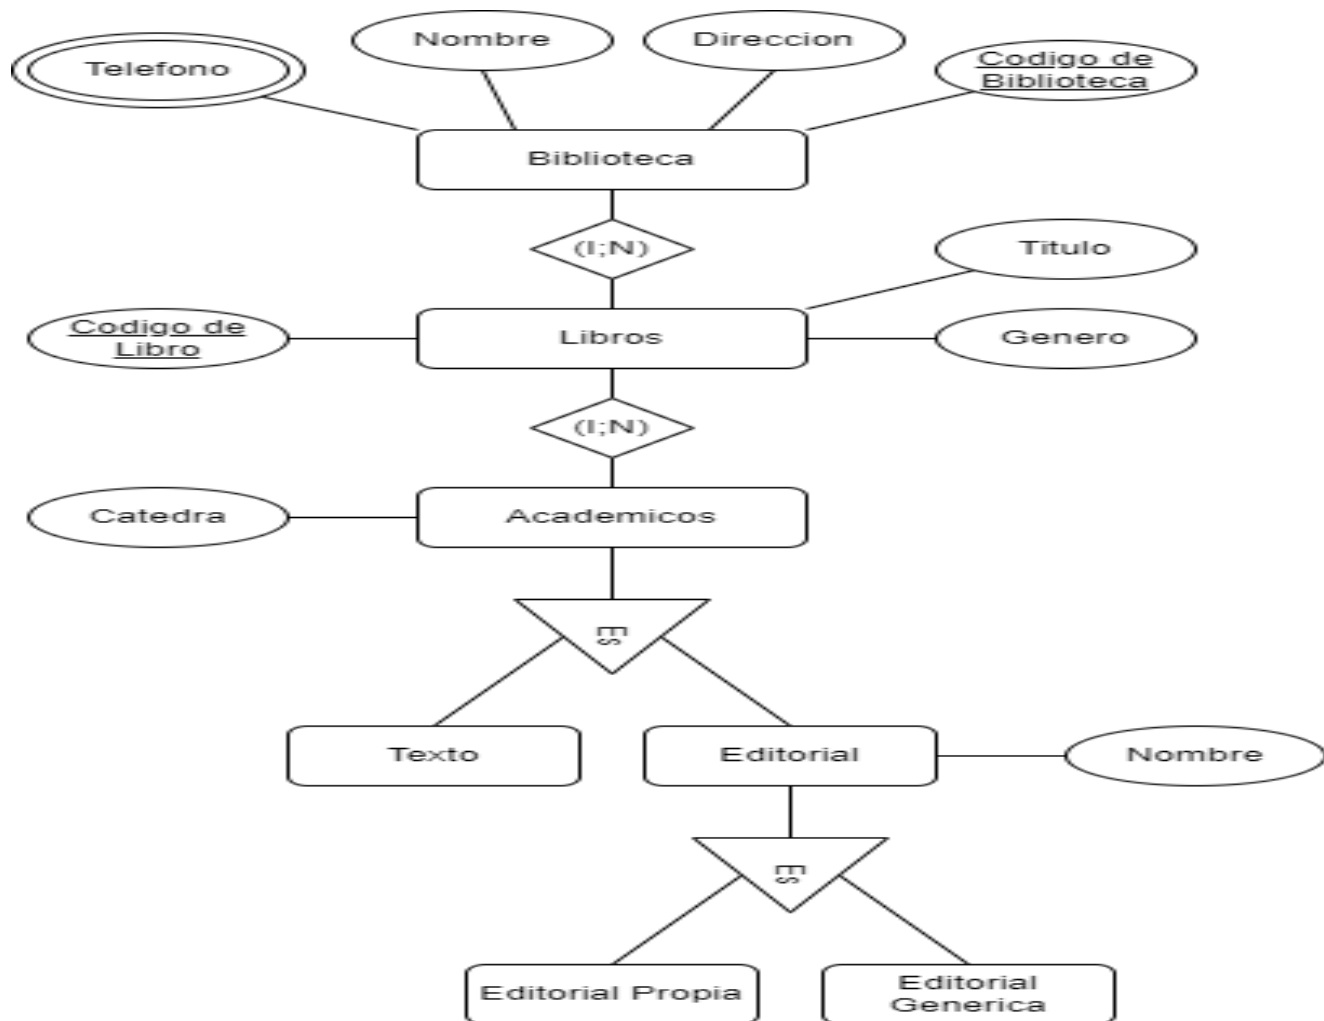 Telefono
Nombre
Direccion
Codigo de
Biblioteca
Biblioteca
(I;N)
Titulo
Codigo de
Libro
Libros
Genero
(I;N)
Catedra
Academicos
Es
Texto
Editorial
Nombre
Es
Editorial Propia
Editorial
Generica